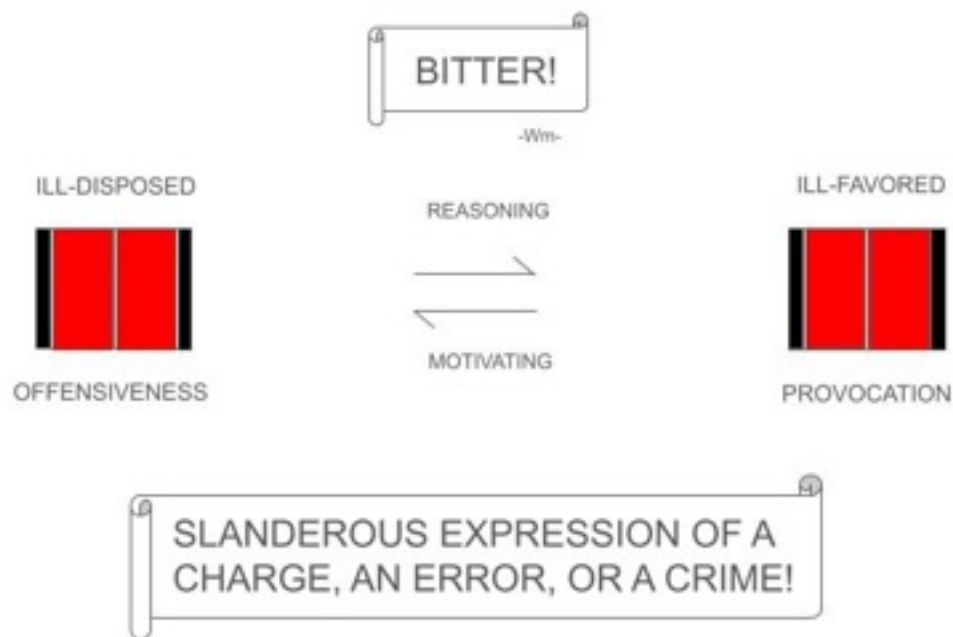 BITTER!
-Wm-
ILL-DISPOSED
ILL-FAVORED
REASONING
MOTIVATING
OFFENSIVENESS
PROVOCATION
SLANDEROUS EXPRESSION OF A
CHARGE, AN ERROR, OR A CRIME!